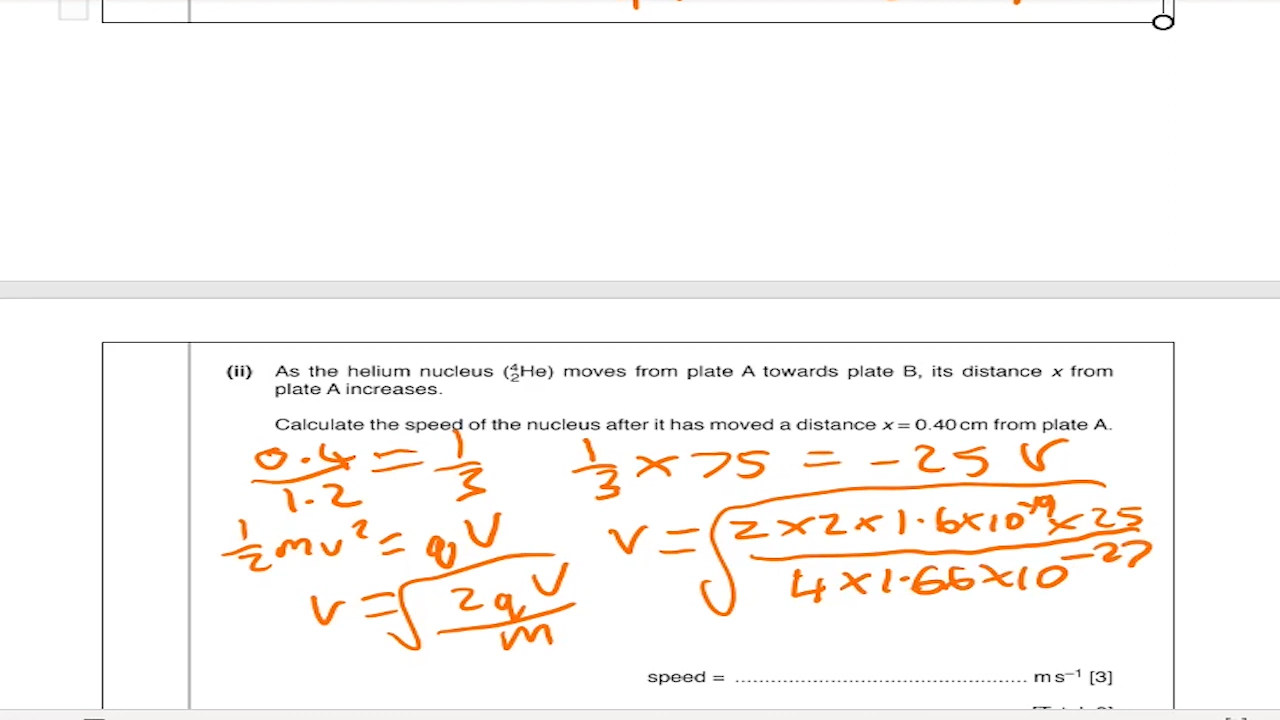 (ii) As the helium nucleus (⁴₂He) moves from plate A towards plate B, its distance x from
plate A increases.
Calculate the speed of the nucleus after it has moved a distance x = 0.40 cm from plate A.
0.4/1.2 = 1/3
1/3 × 75 = -25 V
1/2 mv² = qV
v = √(2qV/m)
v = √(2×2×1.6×10⁻¹⁹×25 / 4×1.66×10⁻²⁷)
speed = ................................................ m s⁻¹ [3]